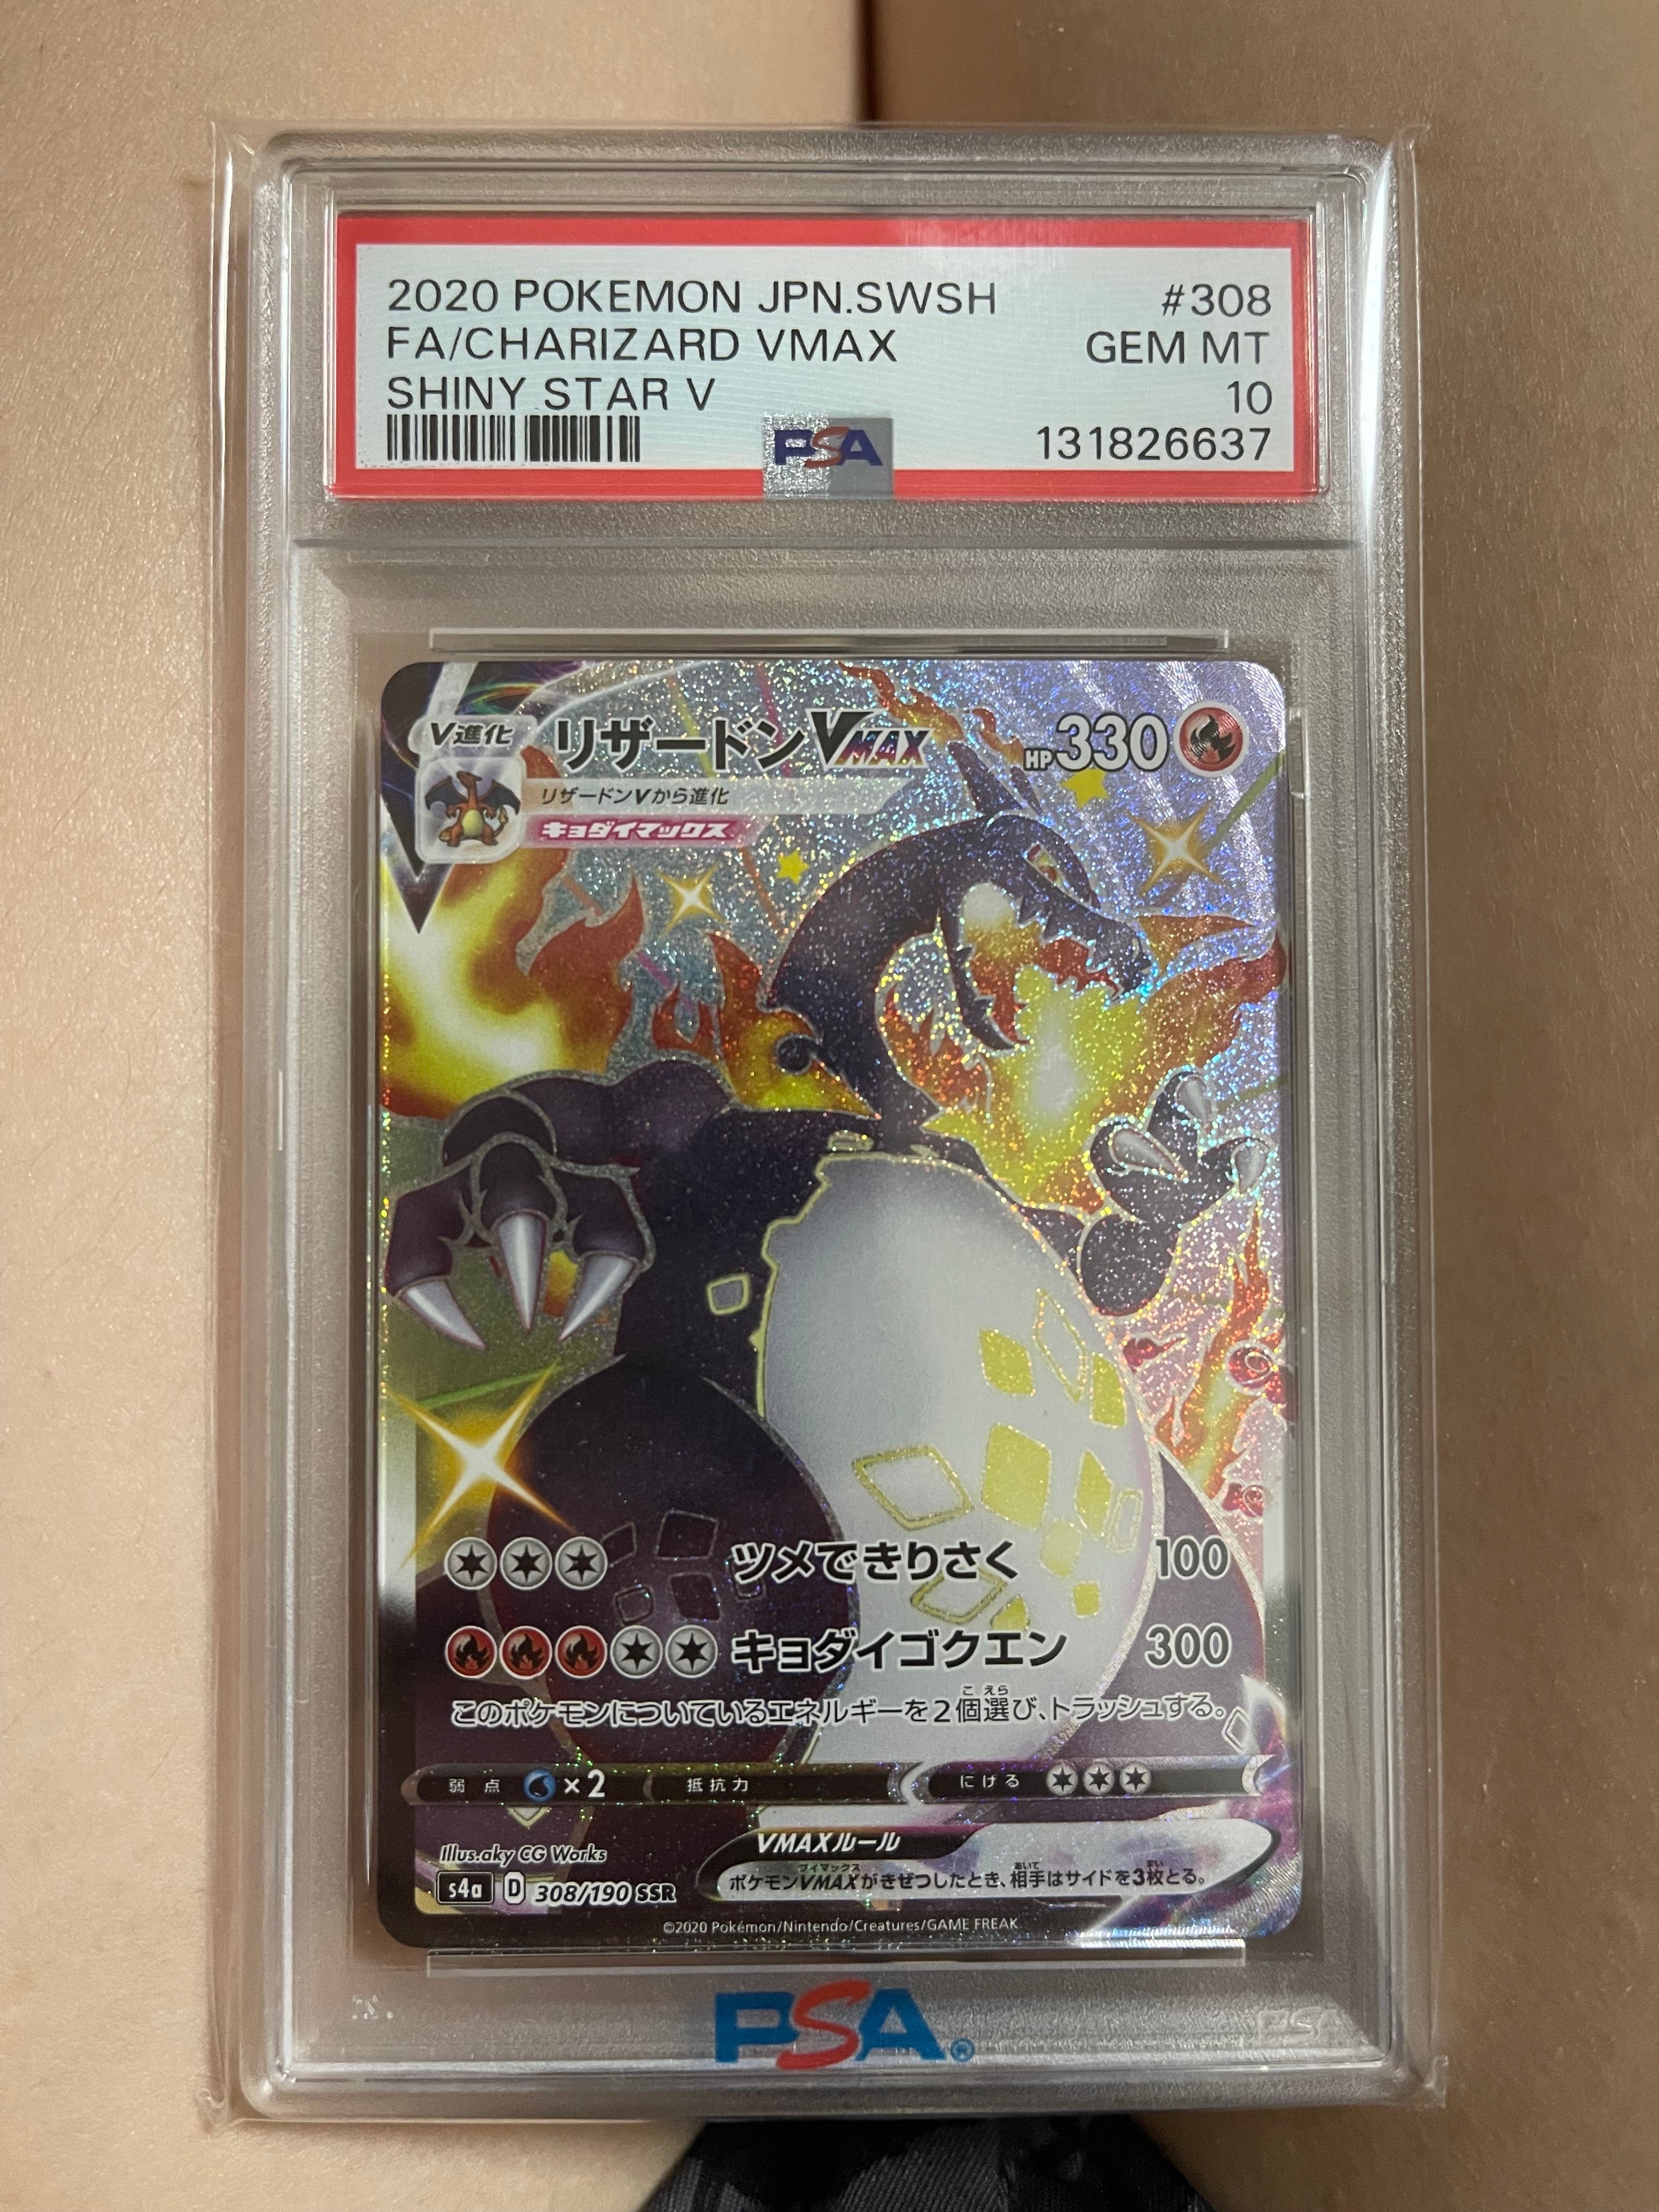 2020 POKEMON JPN.SWSH #308
FA/CHARIZARD VMAX GEM MT
SHINY STAR V 10
PSA 131826637
V進化 リザードンVMAX HP330
リザードンVから進化
キョダイマックス
ツメできりさく 100
キョダイゴクエン 300
このポケモンについているエネルギーを2個選び、トラッシュする。
弱点 ×2 抵抗力 にげる
Illus.aky CG Works
VMAXルール
ポケモンVMAXがきぜつしたとき、相手はサイドを3枚とる。
s4a D 308/190 SSR
©2020 Pokémon/Nintendo/Creatures/GAME FREAK
PSA®
PSA